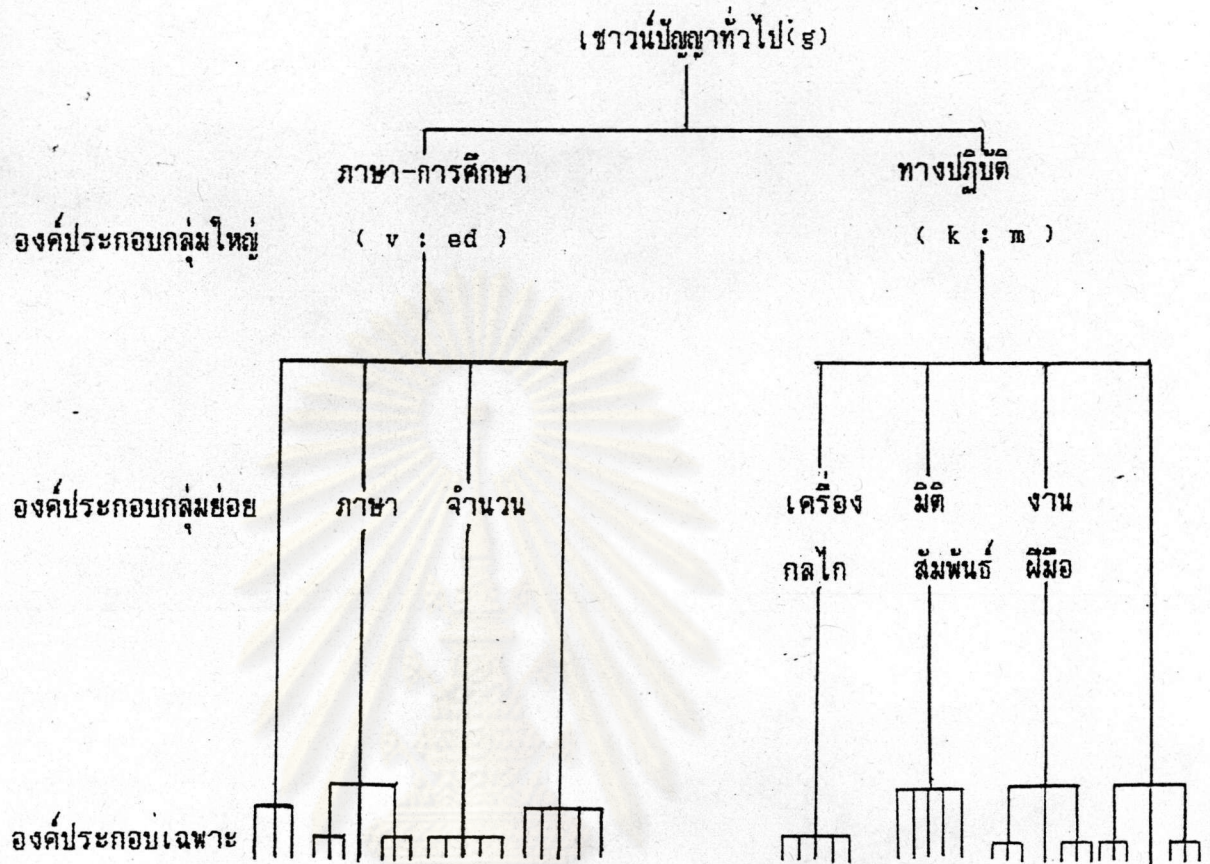 เชาวน์ปัญญาทั่วไป(g)
ภาษา-การศึกษา ทางปฏิบัติ
องค์ประกอบกลุ่มใหญ่ ( v : ed ) ( k : m )
องค์ประกอบกลุ่มย่อย ภาษา จำนวน เครื่อง มิติ งาน
กลไก สัมพันธ์ ฝีมือ
องค์ประกอบเฉพาะ